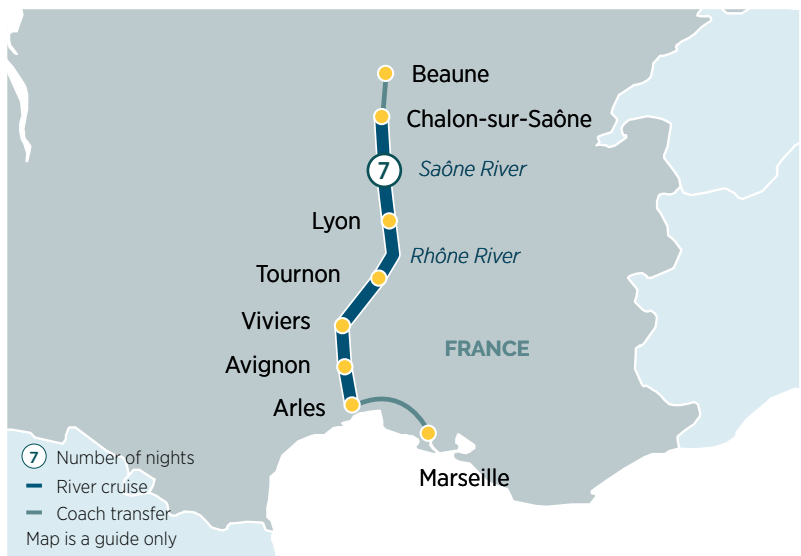 Beaune
Chalon-sur-Saône
7
Saône River
Lyon
Rhône River
Tournon
Viviers
FRANCE
Avignon
Arles
7 Number of nights
Marseille
River cruise
Coach transfer
Map is a guide only